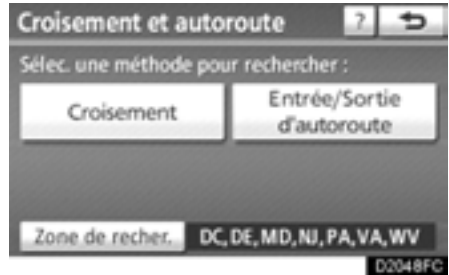 Croisement et autoroute ?
Sélec. une méthode pour rechercher :
Croisement
Entrée/Sortie
d'autoroute
Zone de recher. DC, DE, MD, NJ, PA, VA, WV
D2048FC